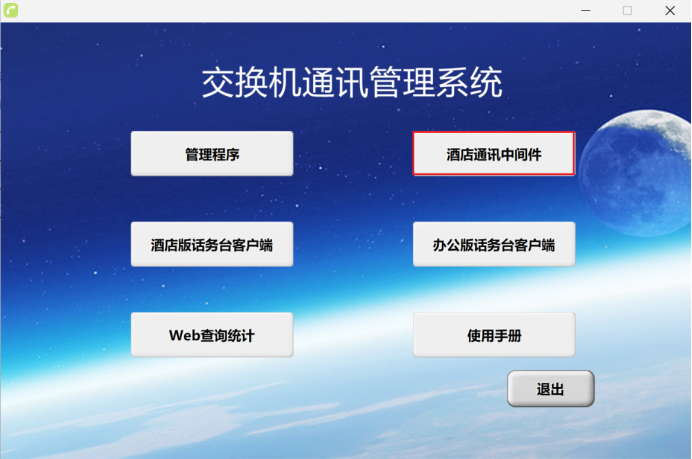 交换机通讯管理系统
管理程序
酒店通讯中间件
酒店版话务台客户端
办公版话务台客户端
Web查询统计
使用手册
退出